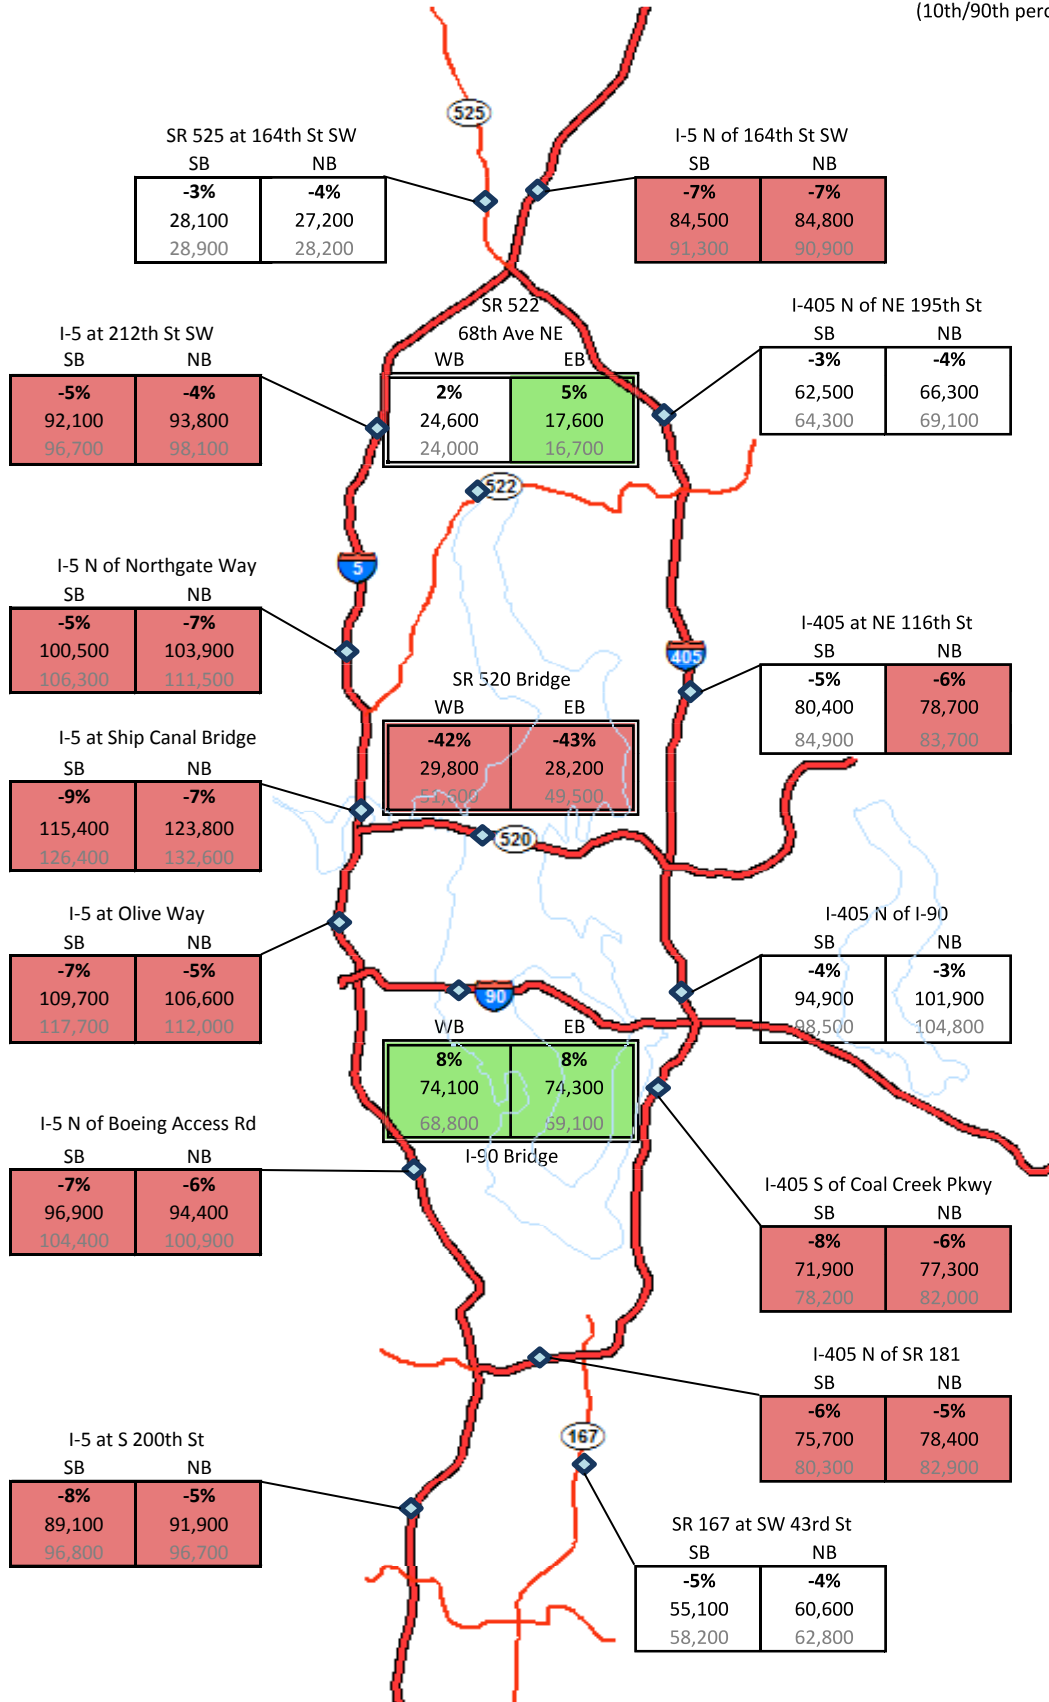 (10th/90th perc
525
SR 525 at 164th St SW
SB NB
-3% -4%
28,100 27,200
28,900 28,200
I-5 N of 164th St SW
SB NB
-7% -7%
84,500 84,800
91,300 90,900
I-5 at 212th St SW
SB NB
-5% -4%
92,100 93,800
96,700 98,100
SR 522
68th Ave NE
WB EB
2% 5%
24,600 17,600
24,000 16,700
I-405 N of NE 195th St
SB NB
-3% -4%
62,500 66,300
64,300 69,100
522
5
I-5 N of Northgate Way
SB NB
-5% -7%
100,500 103,900
106,300 111,500
405
I-405 at NE 116th St
SB NB
-5% -6%
80,400 78,700
84,900 83,700
SR 520 Bridge
WB EB
-42% -43%
29,800 28,200
51,600 49,500
I-5 at Ship Canal Bridge
SB NB
-9% -7%
115,400 123,800
126,400 132,600
520
I-5 at Olive Way
SB NB
-7% -5%
109,700 106,600
117,700 112,000
I-405 N of I-90
SB NB
-4% -3%
94,900 101,900
98,500 104,800
90
WB EB
8% 8%
74,100 74,300
68,800 69,100
I-90 Bridge
I-5 N of Boeing Access Rd
SB NB
-7% -6%
96,900 94,400
104,400 100,900
I-405 S of Coal Creek Pkwy
SB NB
-8% -6%
71,900 77,300
78,200 82,000
I-405 N of SR 181
SB NB
-6% -5%
75,700 78,400
80,300 82,900
167
I-5 at S 200th St
SB NB
-8% -5%
89,100 91,900
96,800 96,700
SR 167 at SW 43rd St
SB NB
-5% -4%
55,100 60,600
58,200 62,800